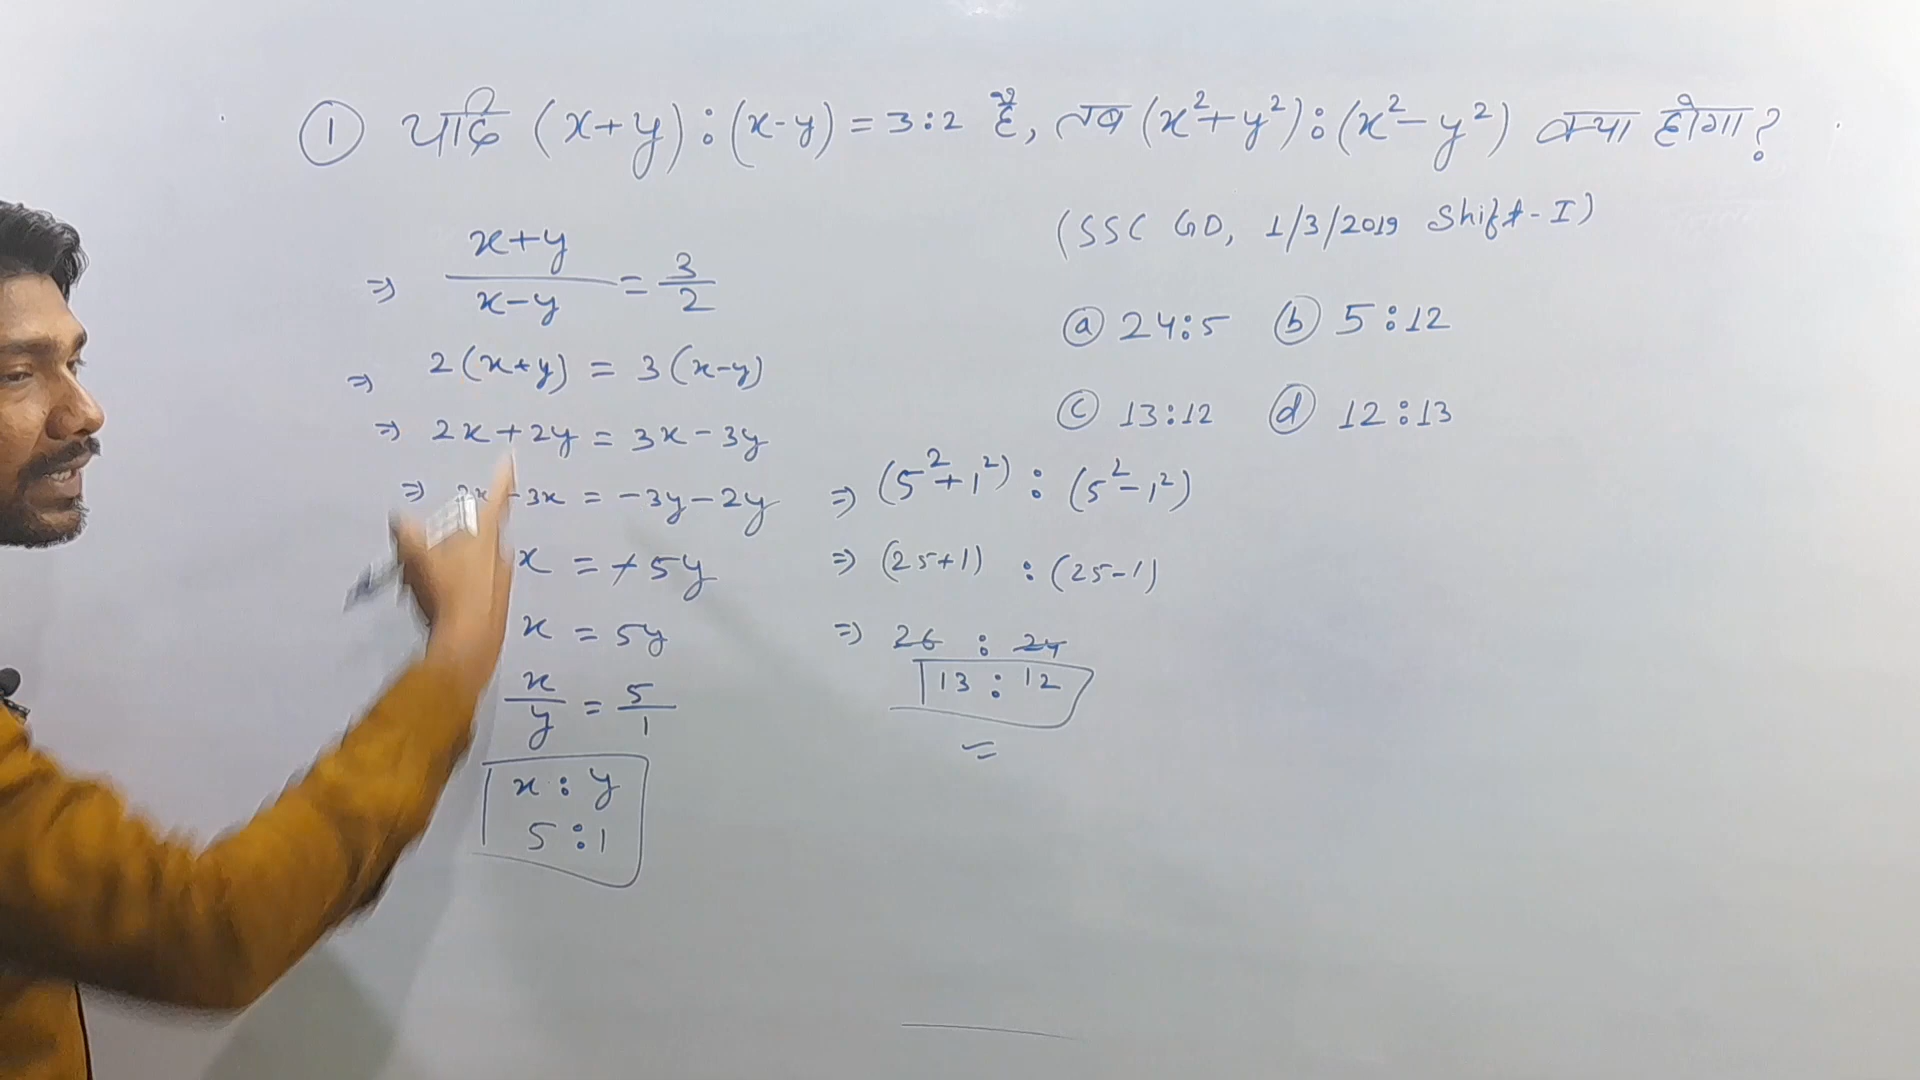 ① यदि (x+y) : (x-y) = 3:2 है, तब (x²+y²) : (x²-y²) क्या होगा?
(SSC GD, 1/3/2019 Shift-I)
ⓐ 24:5 ⓑ 5:12
ⓒ 13:12 ⓓ 12:13
⇒ x+y / x-y = 3/2
⇒ 2(x+y) = 3(x-y)
⇒ 2x+2y = 3x-3y
⇒ -3x = -3y-2y
x = +5y
x = 5y
x/y = 5/1
x : y
5 : 1
⇒ (5²+1²) : (5²-1²)
⇒ (25+1) : (25-1)
⇒ 26 : 24
13 : 12
=